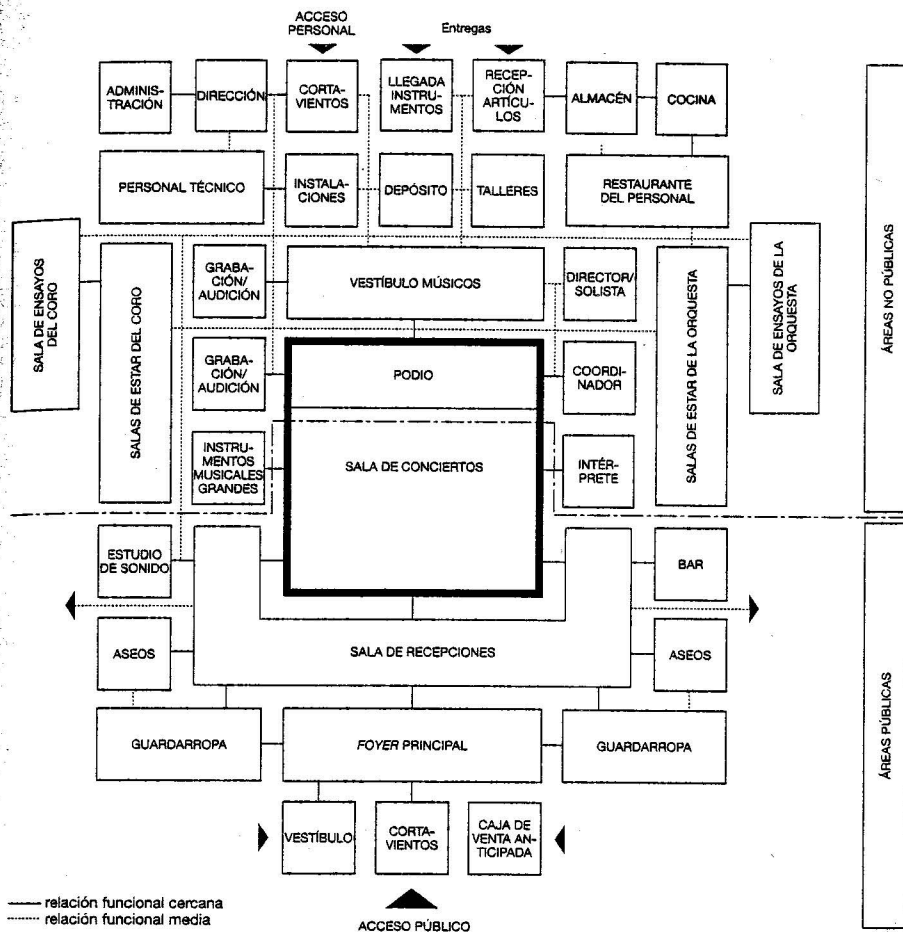 ACCESO
PERSONAL
Entregas
ADMINIS-
TRACIÓN
DIRECCIÓN
CORTA-
VIENTOS
LLEGADA
INSTRUMEN-
TOS
RECEP-
CIÓN
ARTÍCU-
LOS
ALMACÉN
COCINA
PERSONAL TÉCNICO
INSTALA-
CIONES
DEPÓSITO
TALLERES
RESTAURANTE
DEL PERSONAL
SALA DE ENSAYOS
DEL CORO
SALAS DE ESTAR DEL CORO
GRABA-
CIÓN/
AUDICIÓN
VESTÍBULO MÚSICOS
DIRECTOR/
SOLISTA
SALAS DE ESTAR DE LA ORQUESTA
SALA DE ENSAYOS DE LA
ORQUESTA
ÁREAS NO PÚBLICAS
GRABA-
CIÓN/
AUDICIÓN
PODIO
COORDI-
NADOR
INSTRU-
MENTOS
MUSICALES
GRANDES
SALA DE CONCIERTOS
INTÉR-
PRETE
ESTUDIO
DE SONIDO
BAR
ASEOS
SALA DE RECEPCIONES
ASEOS
ÁREAS PÚBLICAS
GUARDARROPA
FOYER PRINCIPAL
GUARDARROPA
VESTÍBULO
CORTA-
VIENTOS
CAJA DE
VENTA AN-
TICIPADA
relación funcional cercana
relación funcional media
ACCESO PÚBLICO